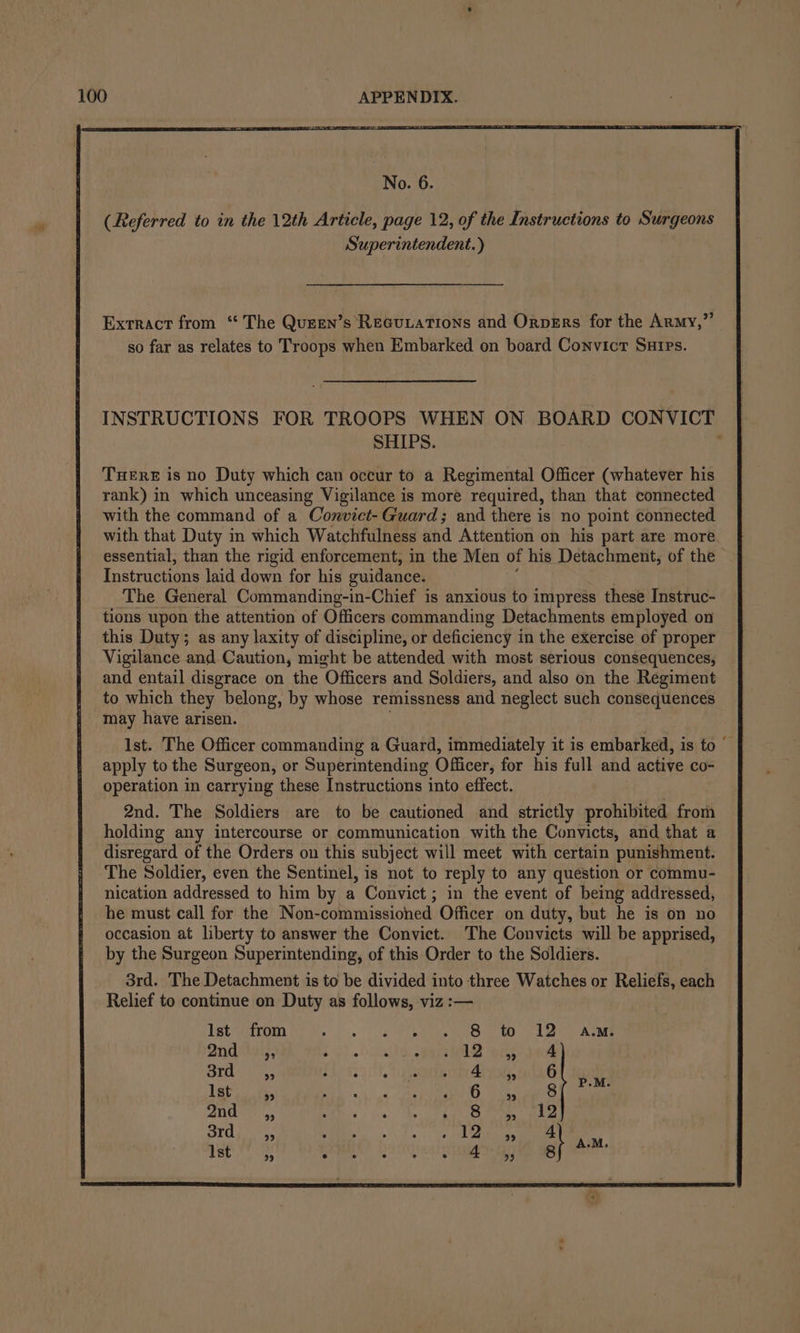 100 APPENDIX.
No. 6.
(Referred to in the 12th Article, page 12, of the Instructions to Surgeons
Superintendent.)
Extract from “The Queen’s Regulations and Orders for the Army,”
so far as relates to Troops when Embarked on board Convict Ships.
INSTRUCTIONS FOR TROOPS WHEN ON BOARD CONVICT
SHIPS.
There is no Duty which can occur to a Regimental Officer (whatever his
rank) in which unceasing Vigilance is more required, than that connected
with the command of a Convict-Guard; and there is no point connected
with that Duty in which Watchfulness and Attention on his part are more
essential, than the rigid enforcement, in the Men of his Detachment, of the
Instructions laid down for his guidance.
The General Commanding-in-Chief is anxious to impress these Instruc-
tions upon the attention of Officers commanding Detachments employed on
this Duty; as any laxity of discipline, or deficiency in the exercise of proper
Vigilance and Caution, might be attended with most serious consequences,
and entail disgrace on the Officers and Soldiers, and also on the Regiment
to which they belong, by whose remissness and neglect such consequences
may have arisen.
1st. The Officer commanding a Guard, immediately it is embarked, is to
apply to the Surgeon, or Superintending Officer, for his full and active co-
operation in carrying these Instructions into effect.
2nd. The Soldiers are to be cautioned and strictly prohibited from
holding any intercourse or communication with the Convicts, and that a
disregard of the Orders on this subject will meet with certain punishment.
The Soldier, even the Sentinel, is not to reply to any question or commu-
nication addressed to him by a Convict; in the event of being addressed,
he must call for the Non-commissioned Officer on duty, but he is on no
occasion at liberty to answer the Convict. The Convicts will be apprised,
by the Surgeon Superintending, of this Order to the Soldiers.
3rd. The Detachment is to be divided into three Watches or Reliefs, each
Relief to continue on Duty as follows, viz:—
1st from . . . . . 8 to 12 A.M.
2nd „ . . . . . 12 „ 4
3rd „ . . . . . 4 „ 6
1st „ . . . . . 6 „ 8 P.M.
2nd „ . . . . . 8 „ 12
3rd „ . . . . . 12 „ 4
1st „ . . . . . 4 „ 8 A.M.